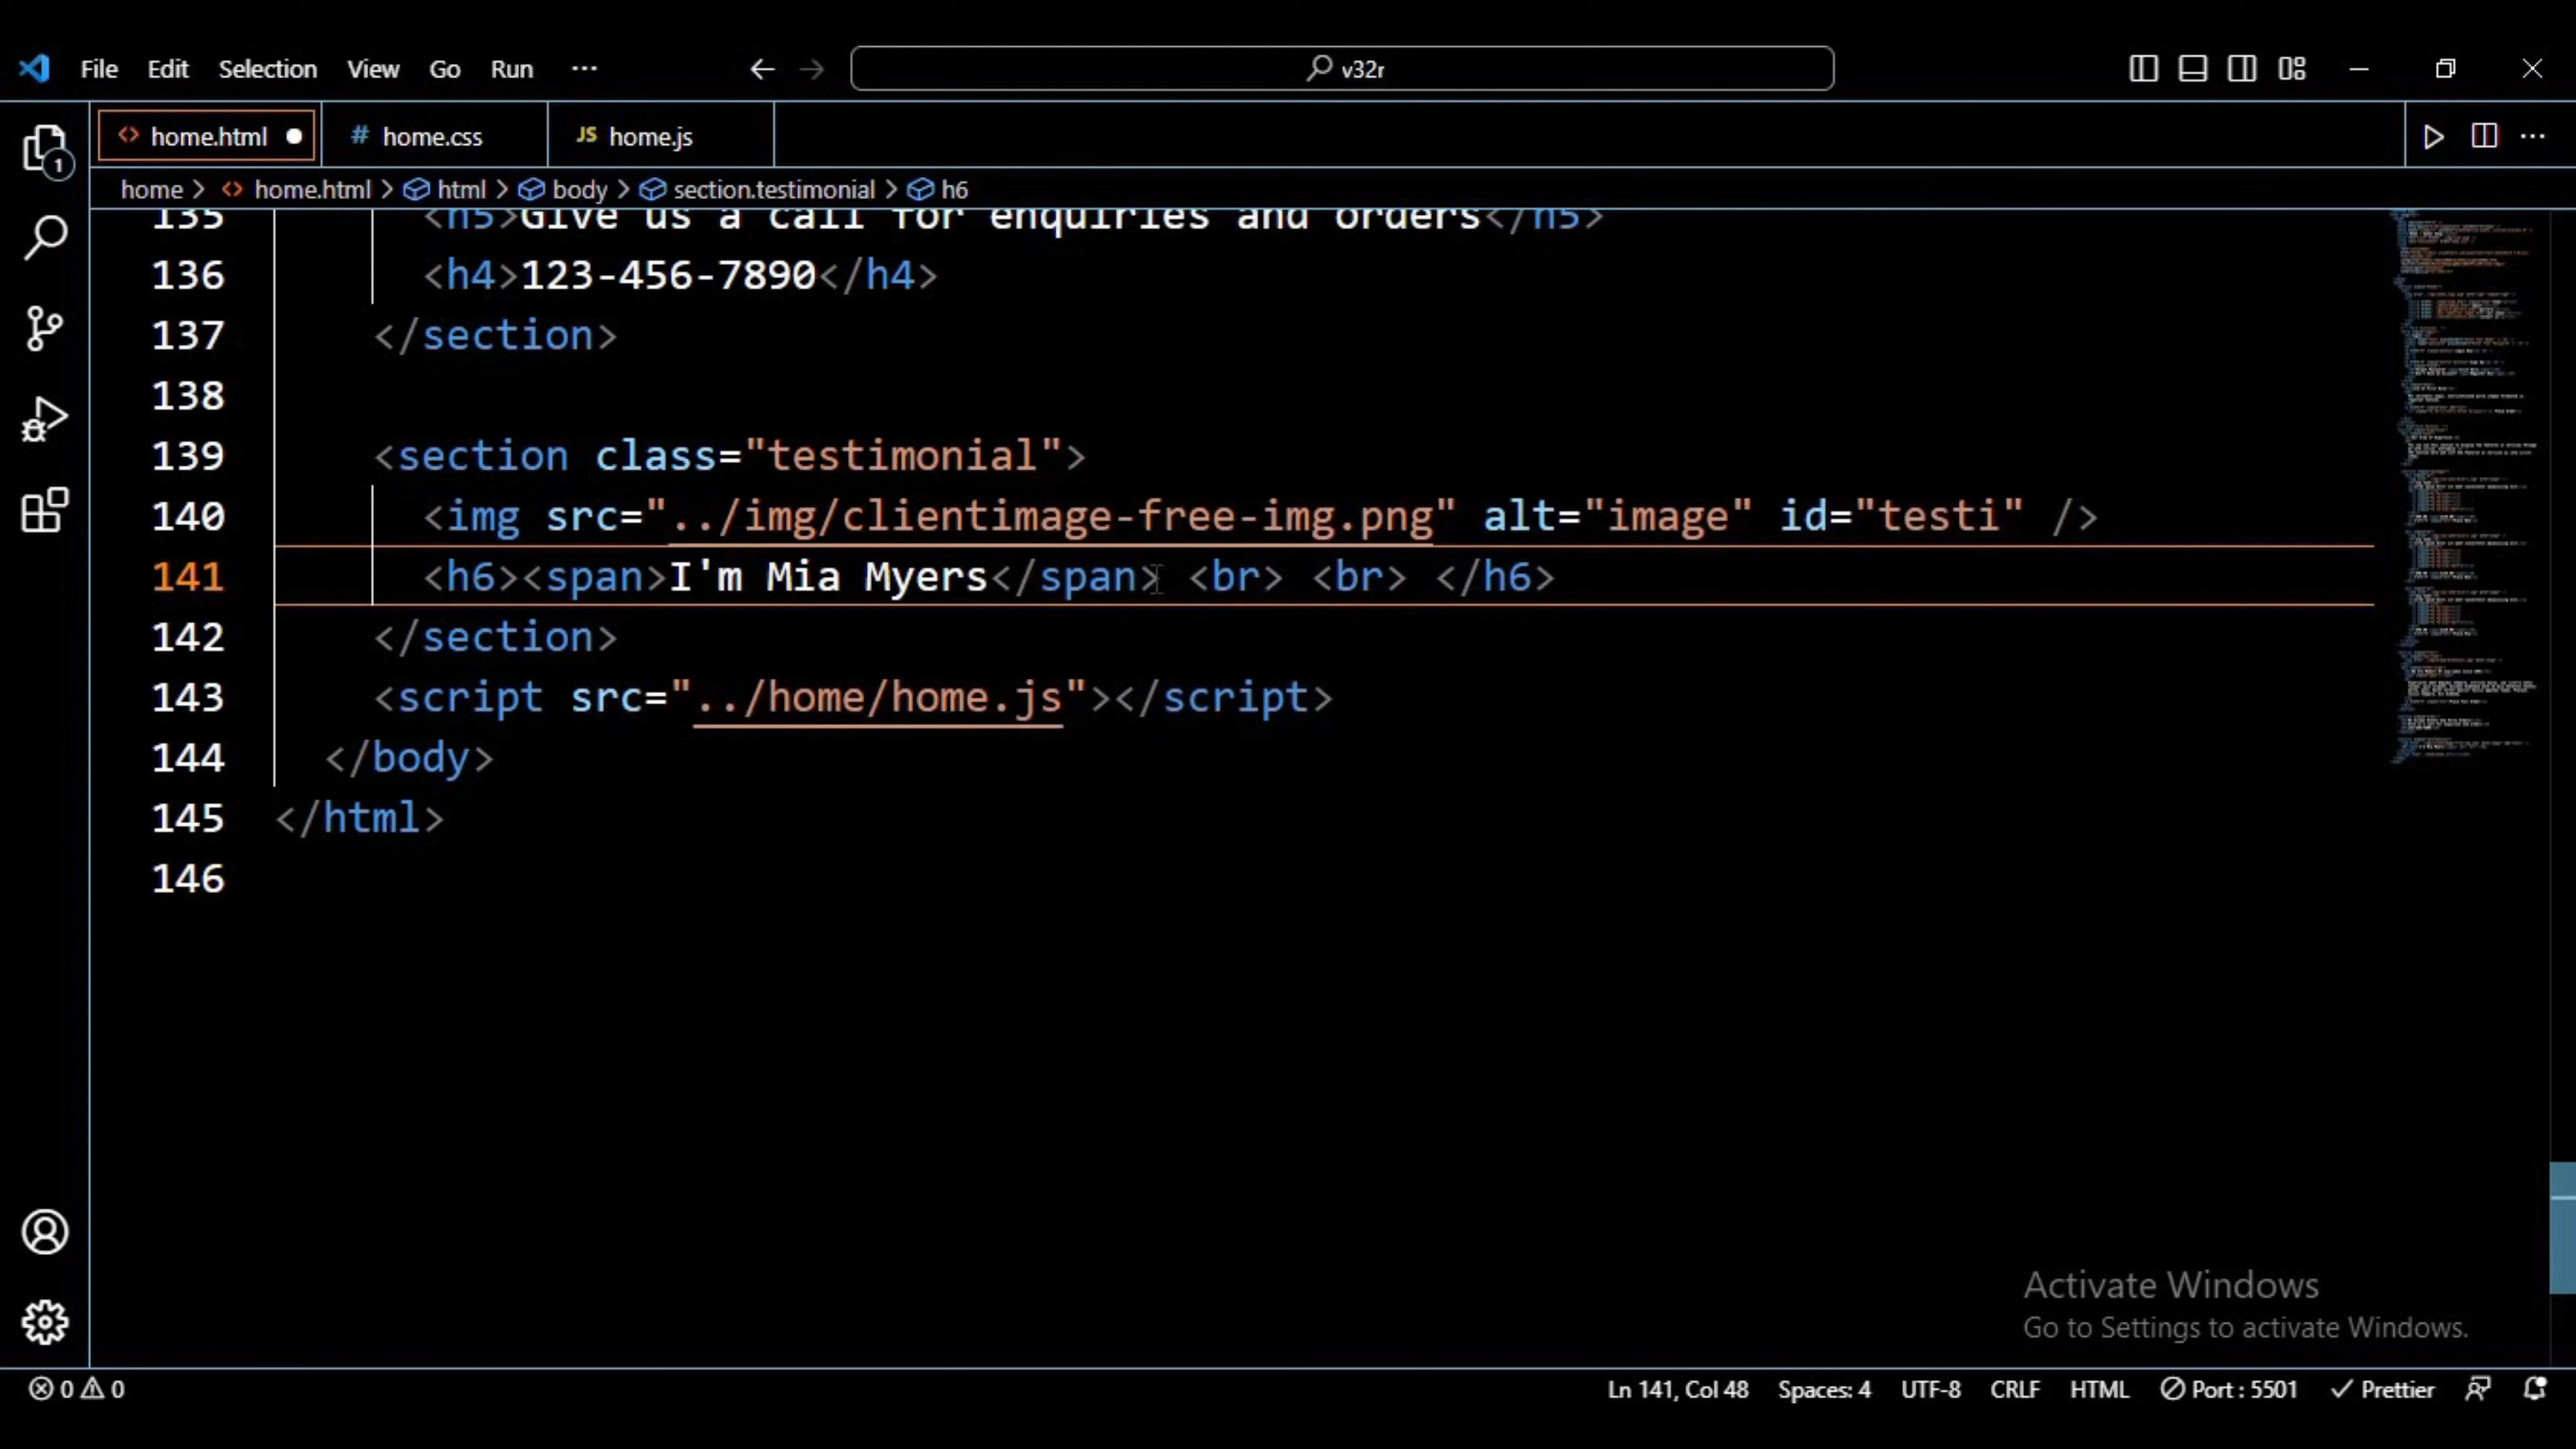 File Edit Selection View Go Run ··· v32r
home.html home.css home.js
home > home.html > html > body > section.testimonial > h6
135 <h5>Give us a call for enquiries and orders</h5>
136 <h4>123-456-7890</h4>
137 </section>
138
139 <section class="testimonial">
140 <img src="../img/clientimage-free-img.png" alt="image" id="testi" />
141 <h6><span>I'm Mia Myers</span> <br> <br> </h6>
142 </section>
143 <script src="../home/home.js"></script>
144 </body>
145 </html>
146
1
Activate Windows
Go to Settings to activate Windows.
0 0 Ln 141, Col 48 Spaces: 4 UTF-8 CRLF HTML Port : 5501 Prettier